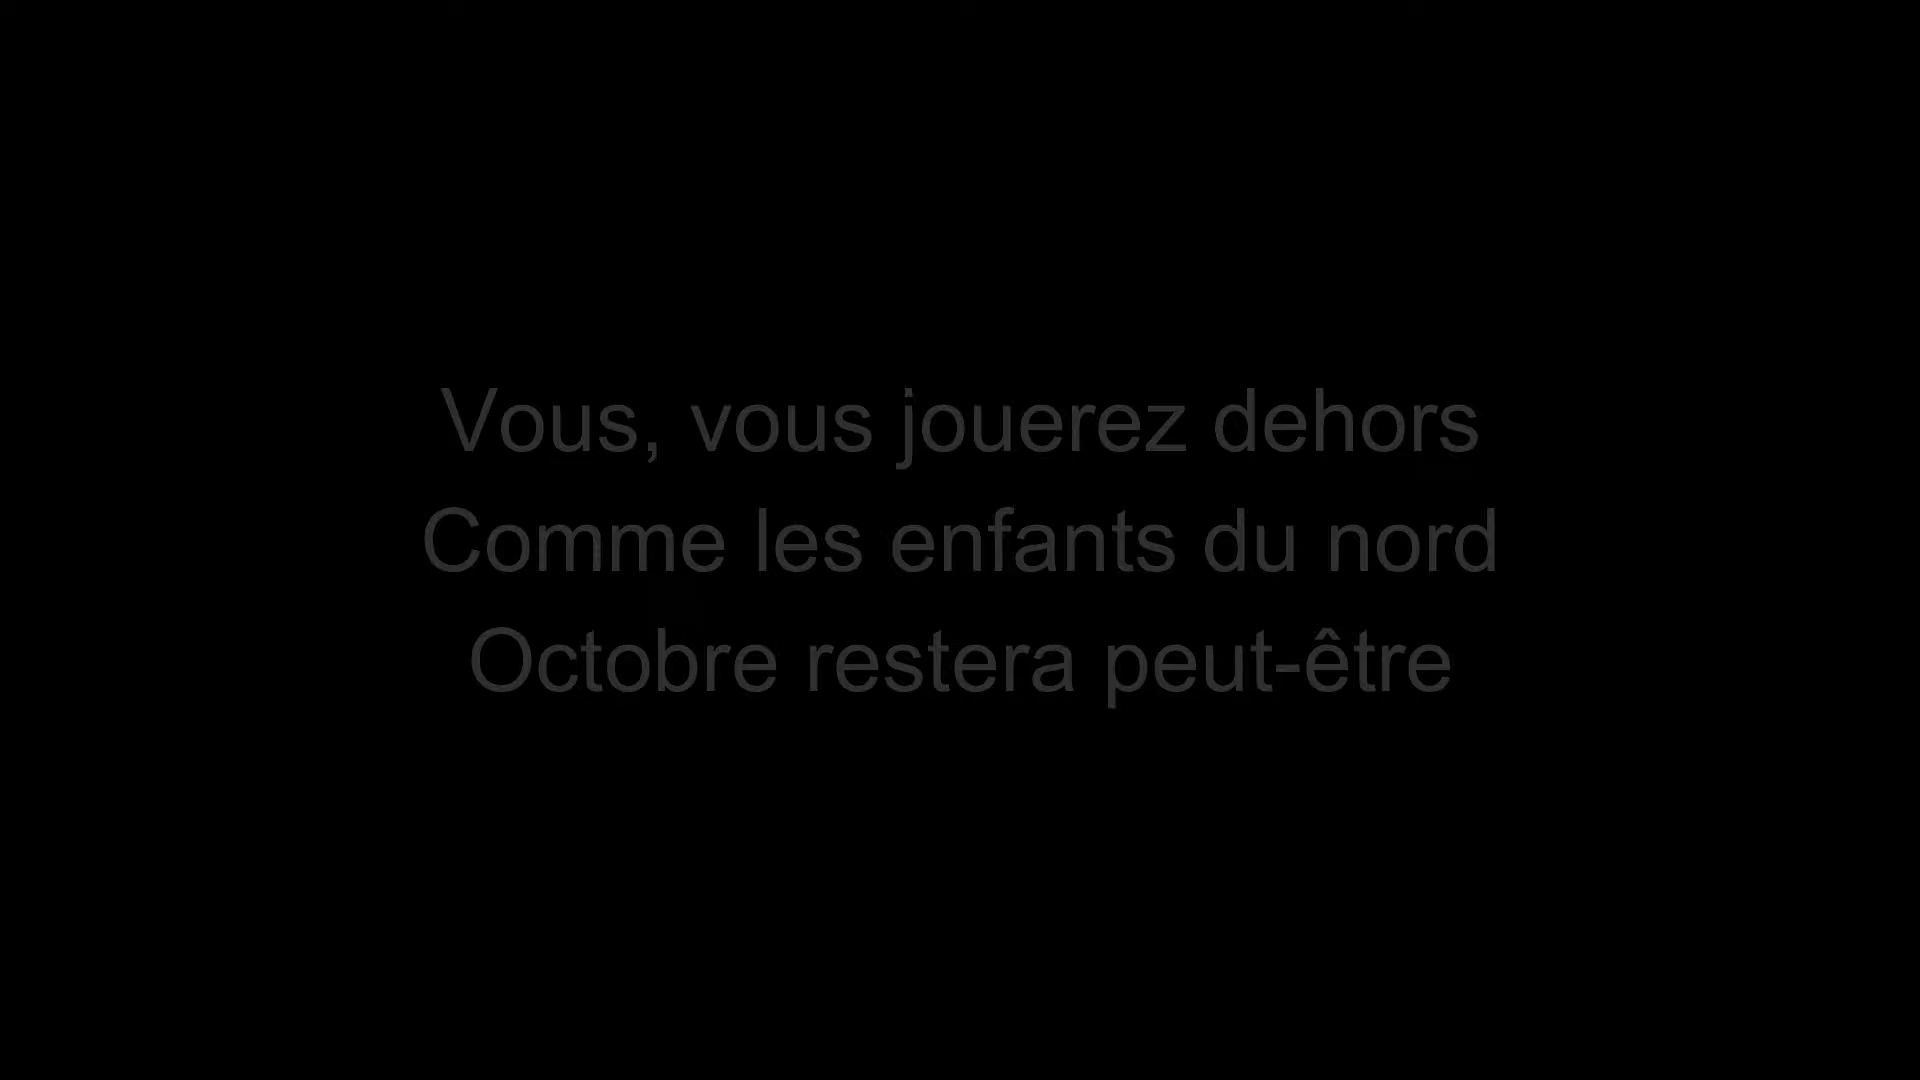 Vous, vous jouerez dehors
Comme les enfants du nord
Octobre restera peut-être